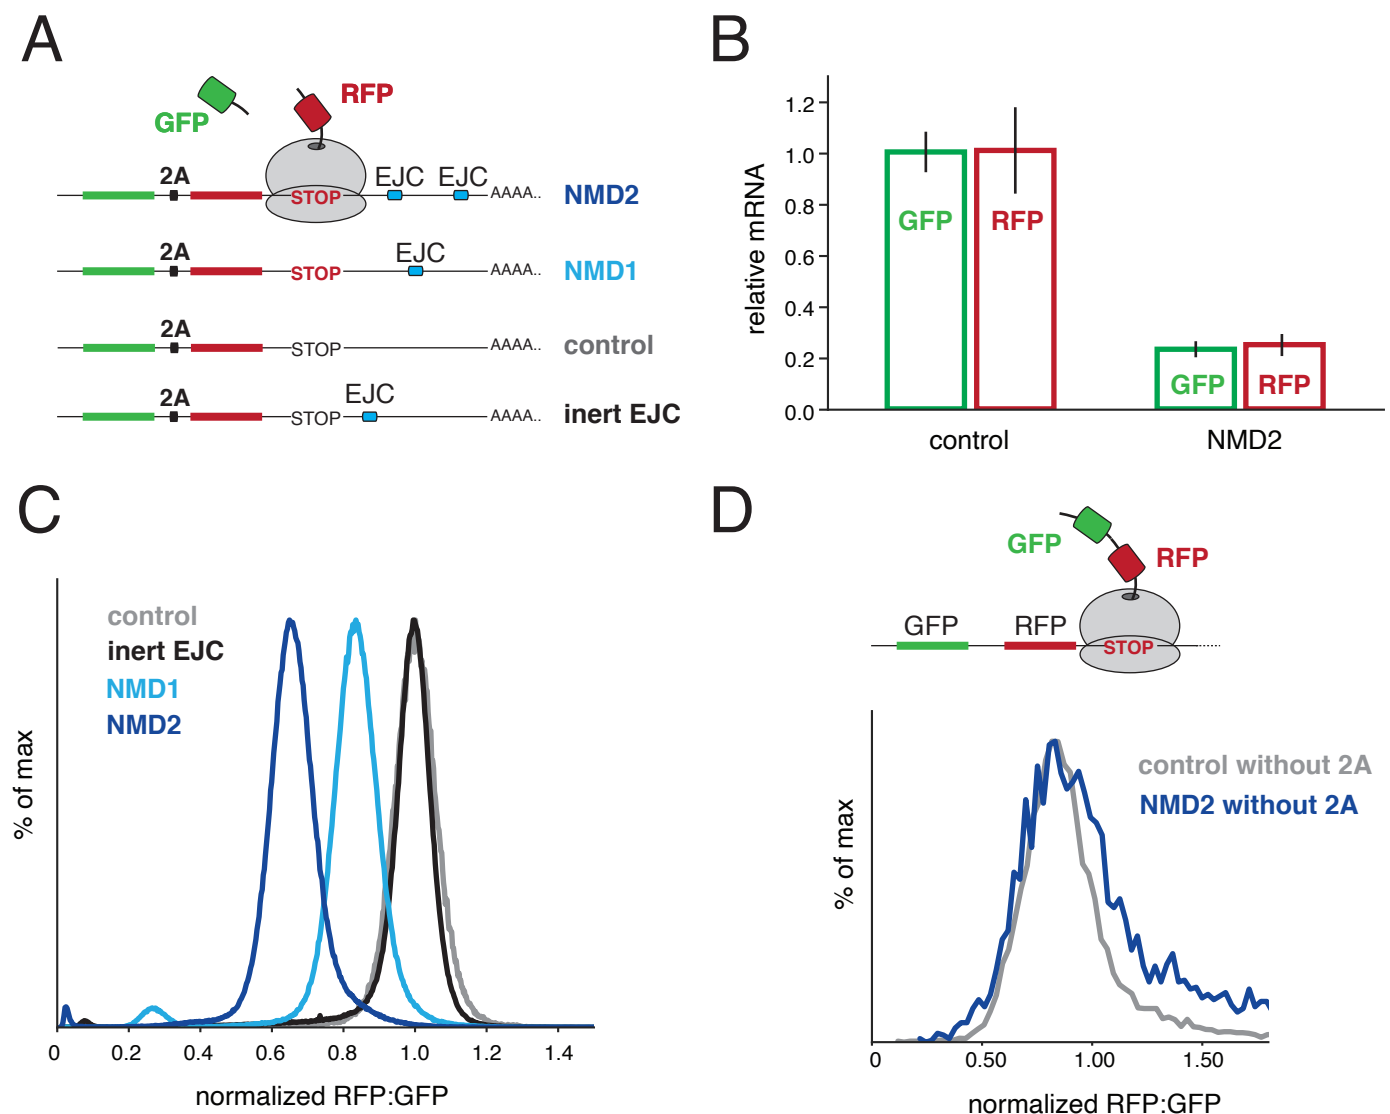 A
GFP
RFP
2A
EJC EJC
STOP
AAAA..
NMD2
2A
EJC
STOP
AAAA..
NMD1
2A
STOP
AAAA..
control
2A
EJC
STOP
AAAA..
inert EJC
B
relative mRNA
1.2
1.0
0.8
0.6
0.4
0.2
0.0
GFP RFP
GFP RFP
control NMD2
C
control
inert EJC
NMD1
NMD2
% of max
0 0.2 0.4 0.6 0.8 1.0 1.2 1.4
normalized RFP:GFP
D
GFP
RFP
GFP RFP
STOP
control without 2A
NMD2 without 2A
% of max
0 0.50 1.00 1.50
normalized RFP:GFP